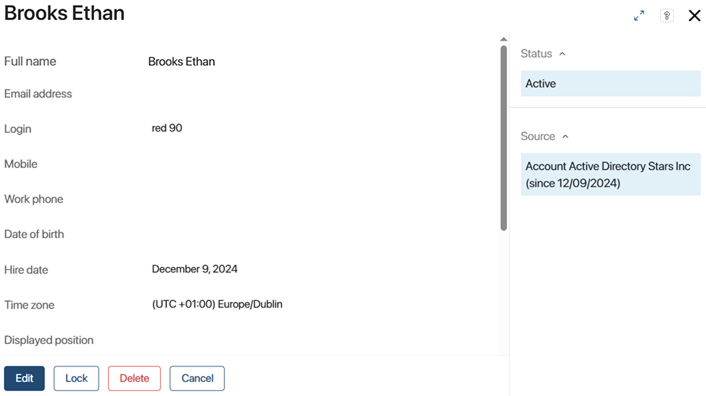 Brooks Ethan
?
Full name
Brooks Ethan
Email address
Login
red 90
Mobile
Work phone
Date of birth
Hire date
December 9, 2024
Time zone
(UTC +01:00) Europe/Dublin
Displayed position
Edit
Lock
Delete
Cancel
Status
Active
Source
Account Active Directory Stars Inc
(since 12/09/2024)